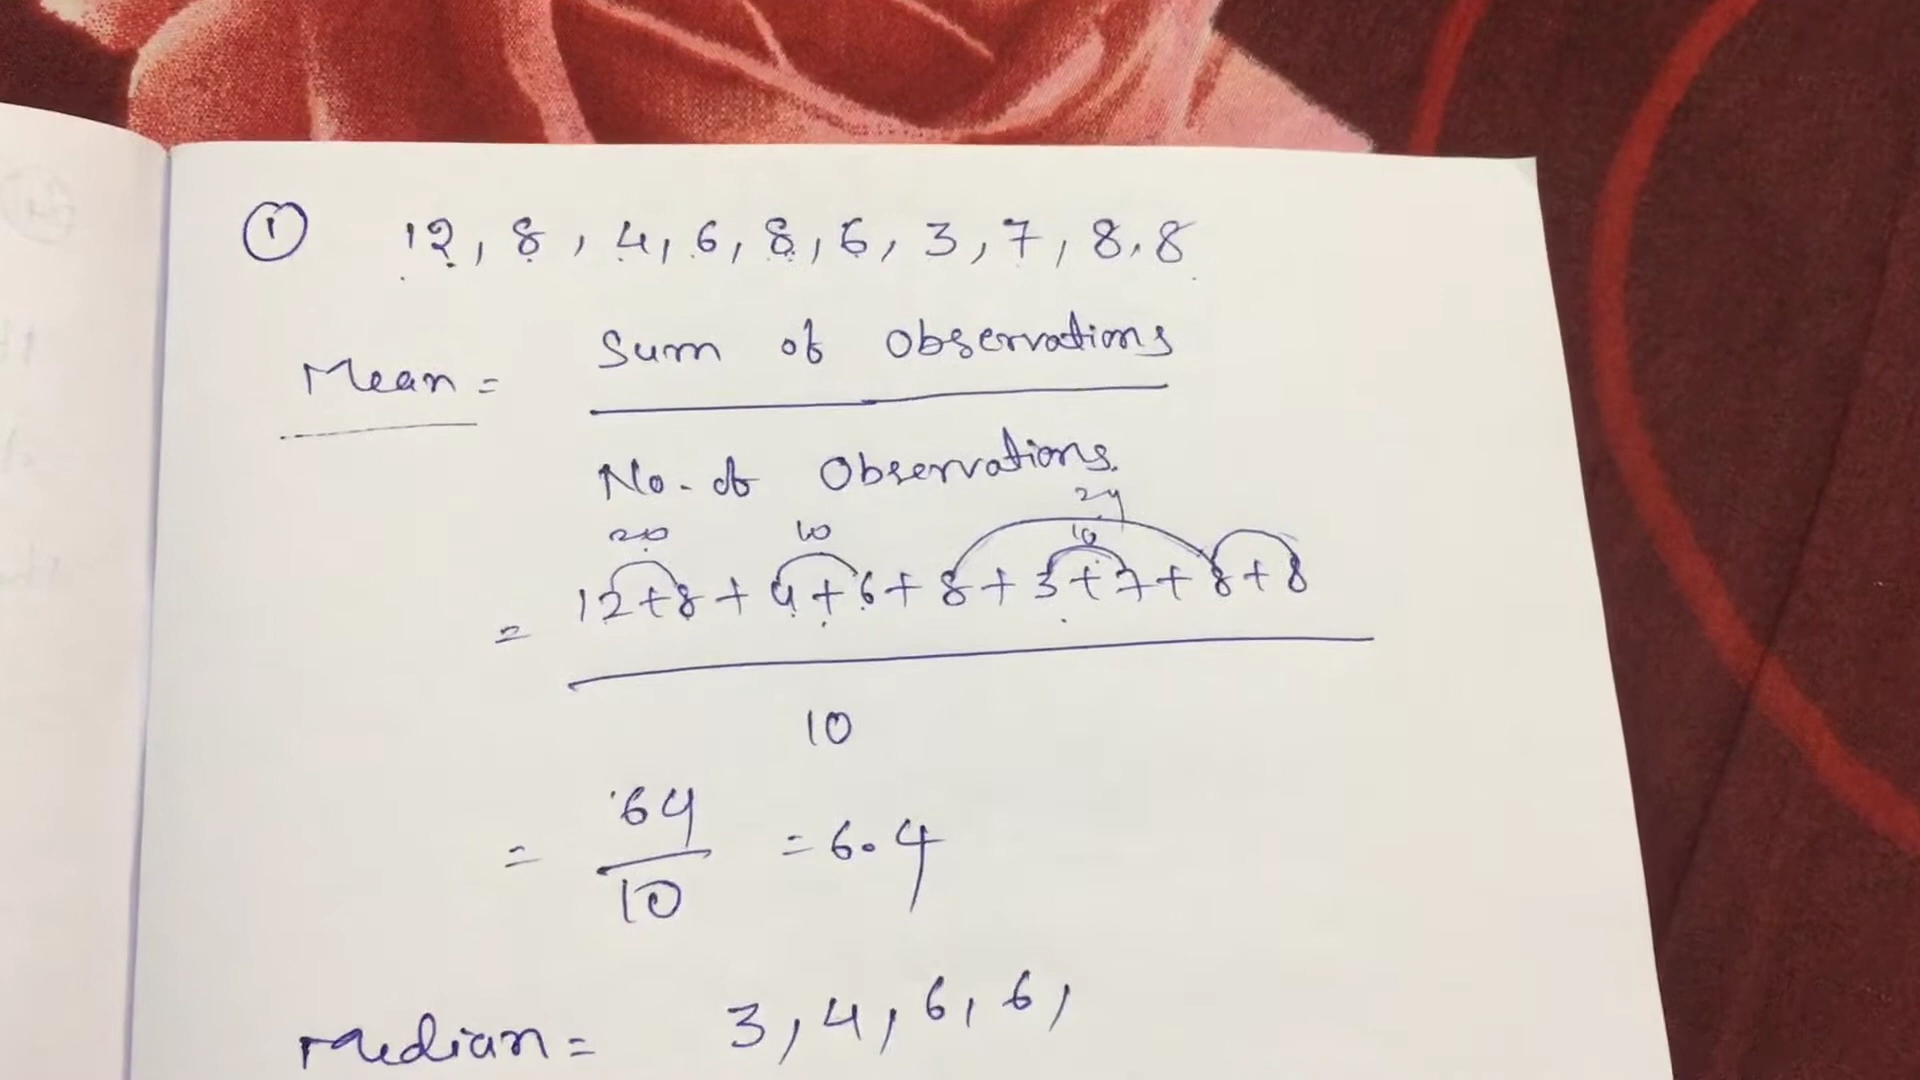 ① 12, 8, 4, 6, 8, 6, 3, 7, 8, 8
Mean = Sum of Observations
No. of Observations.
24
20 10 10
= 12+8+4+6+8+3+7+8+8
10
= 64
10
= 6.4
Median = 3, 4, 6, 6,